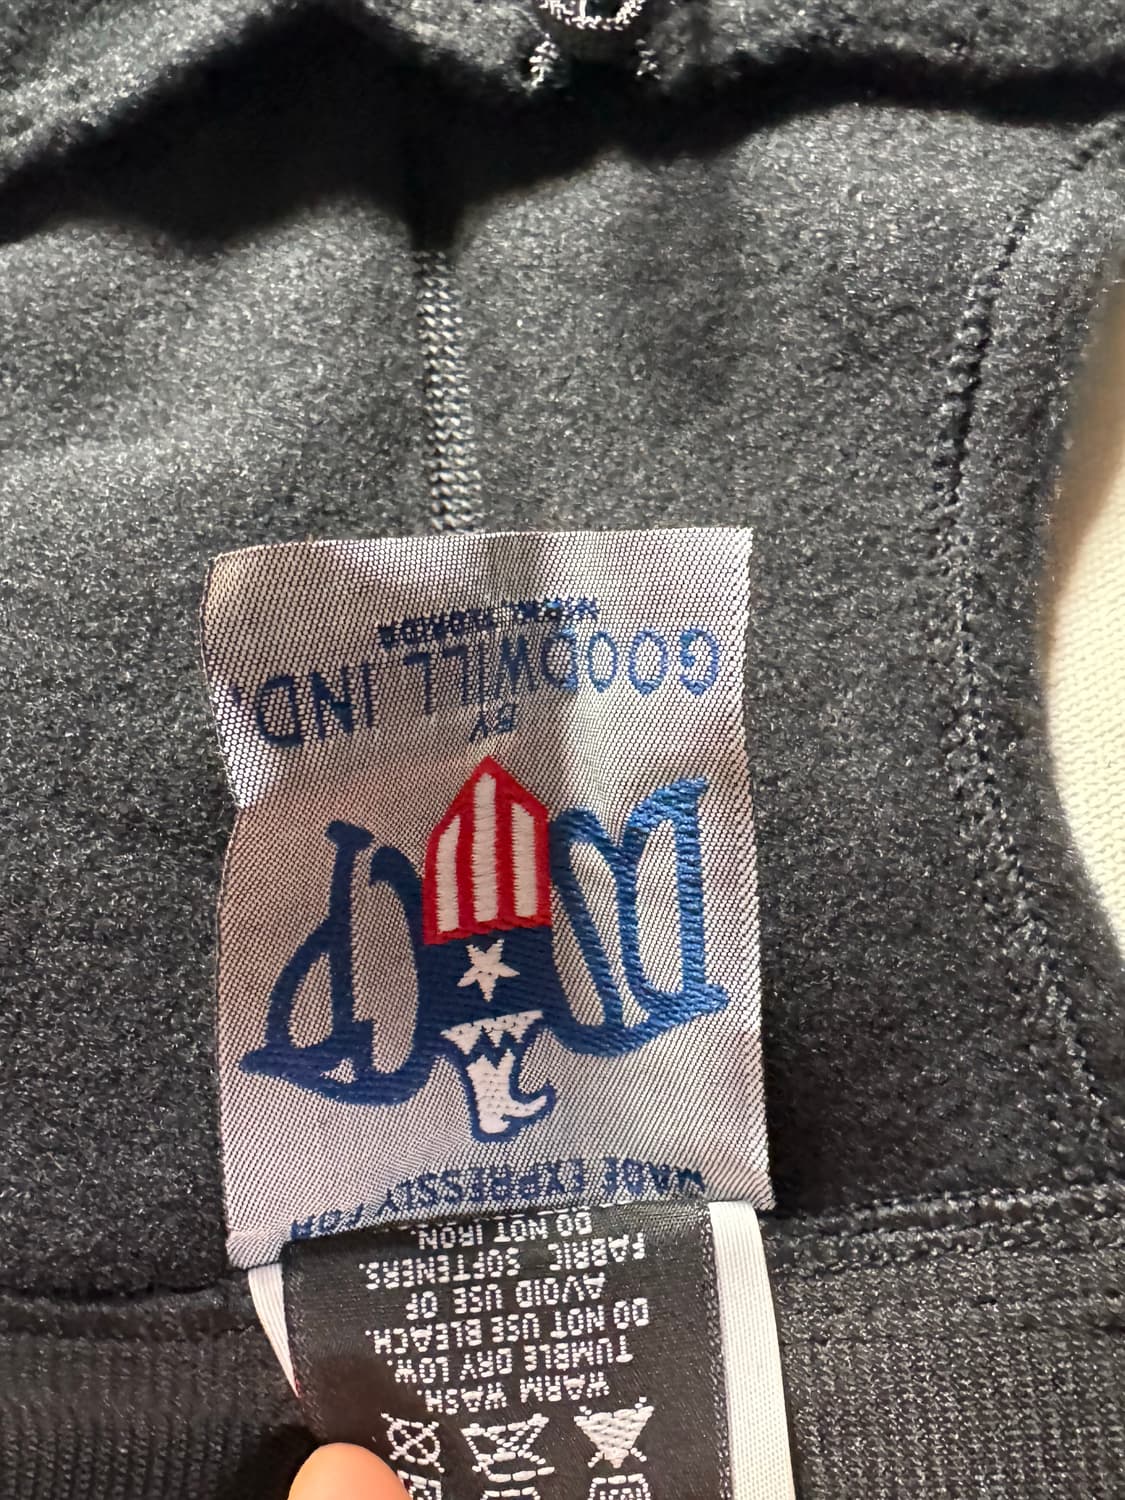 WARM WASH.
TUMBLE DRY LOW.
DO NOT USE BLEACH.
AVOID USE OF
FABRIC SOFTENERS.
DO NOT IRON.
MADE EXPRESSLY FOR
BY
GOODWILL IND'
MIAMI, FLORIDA